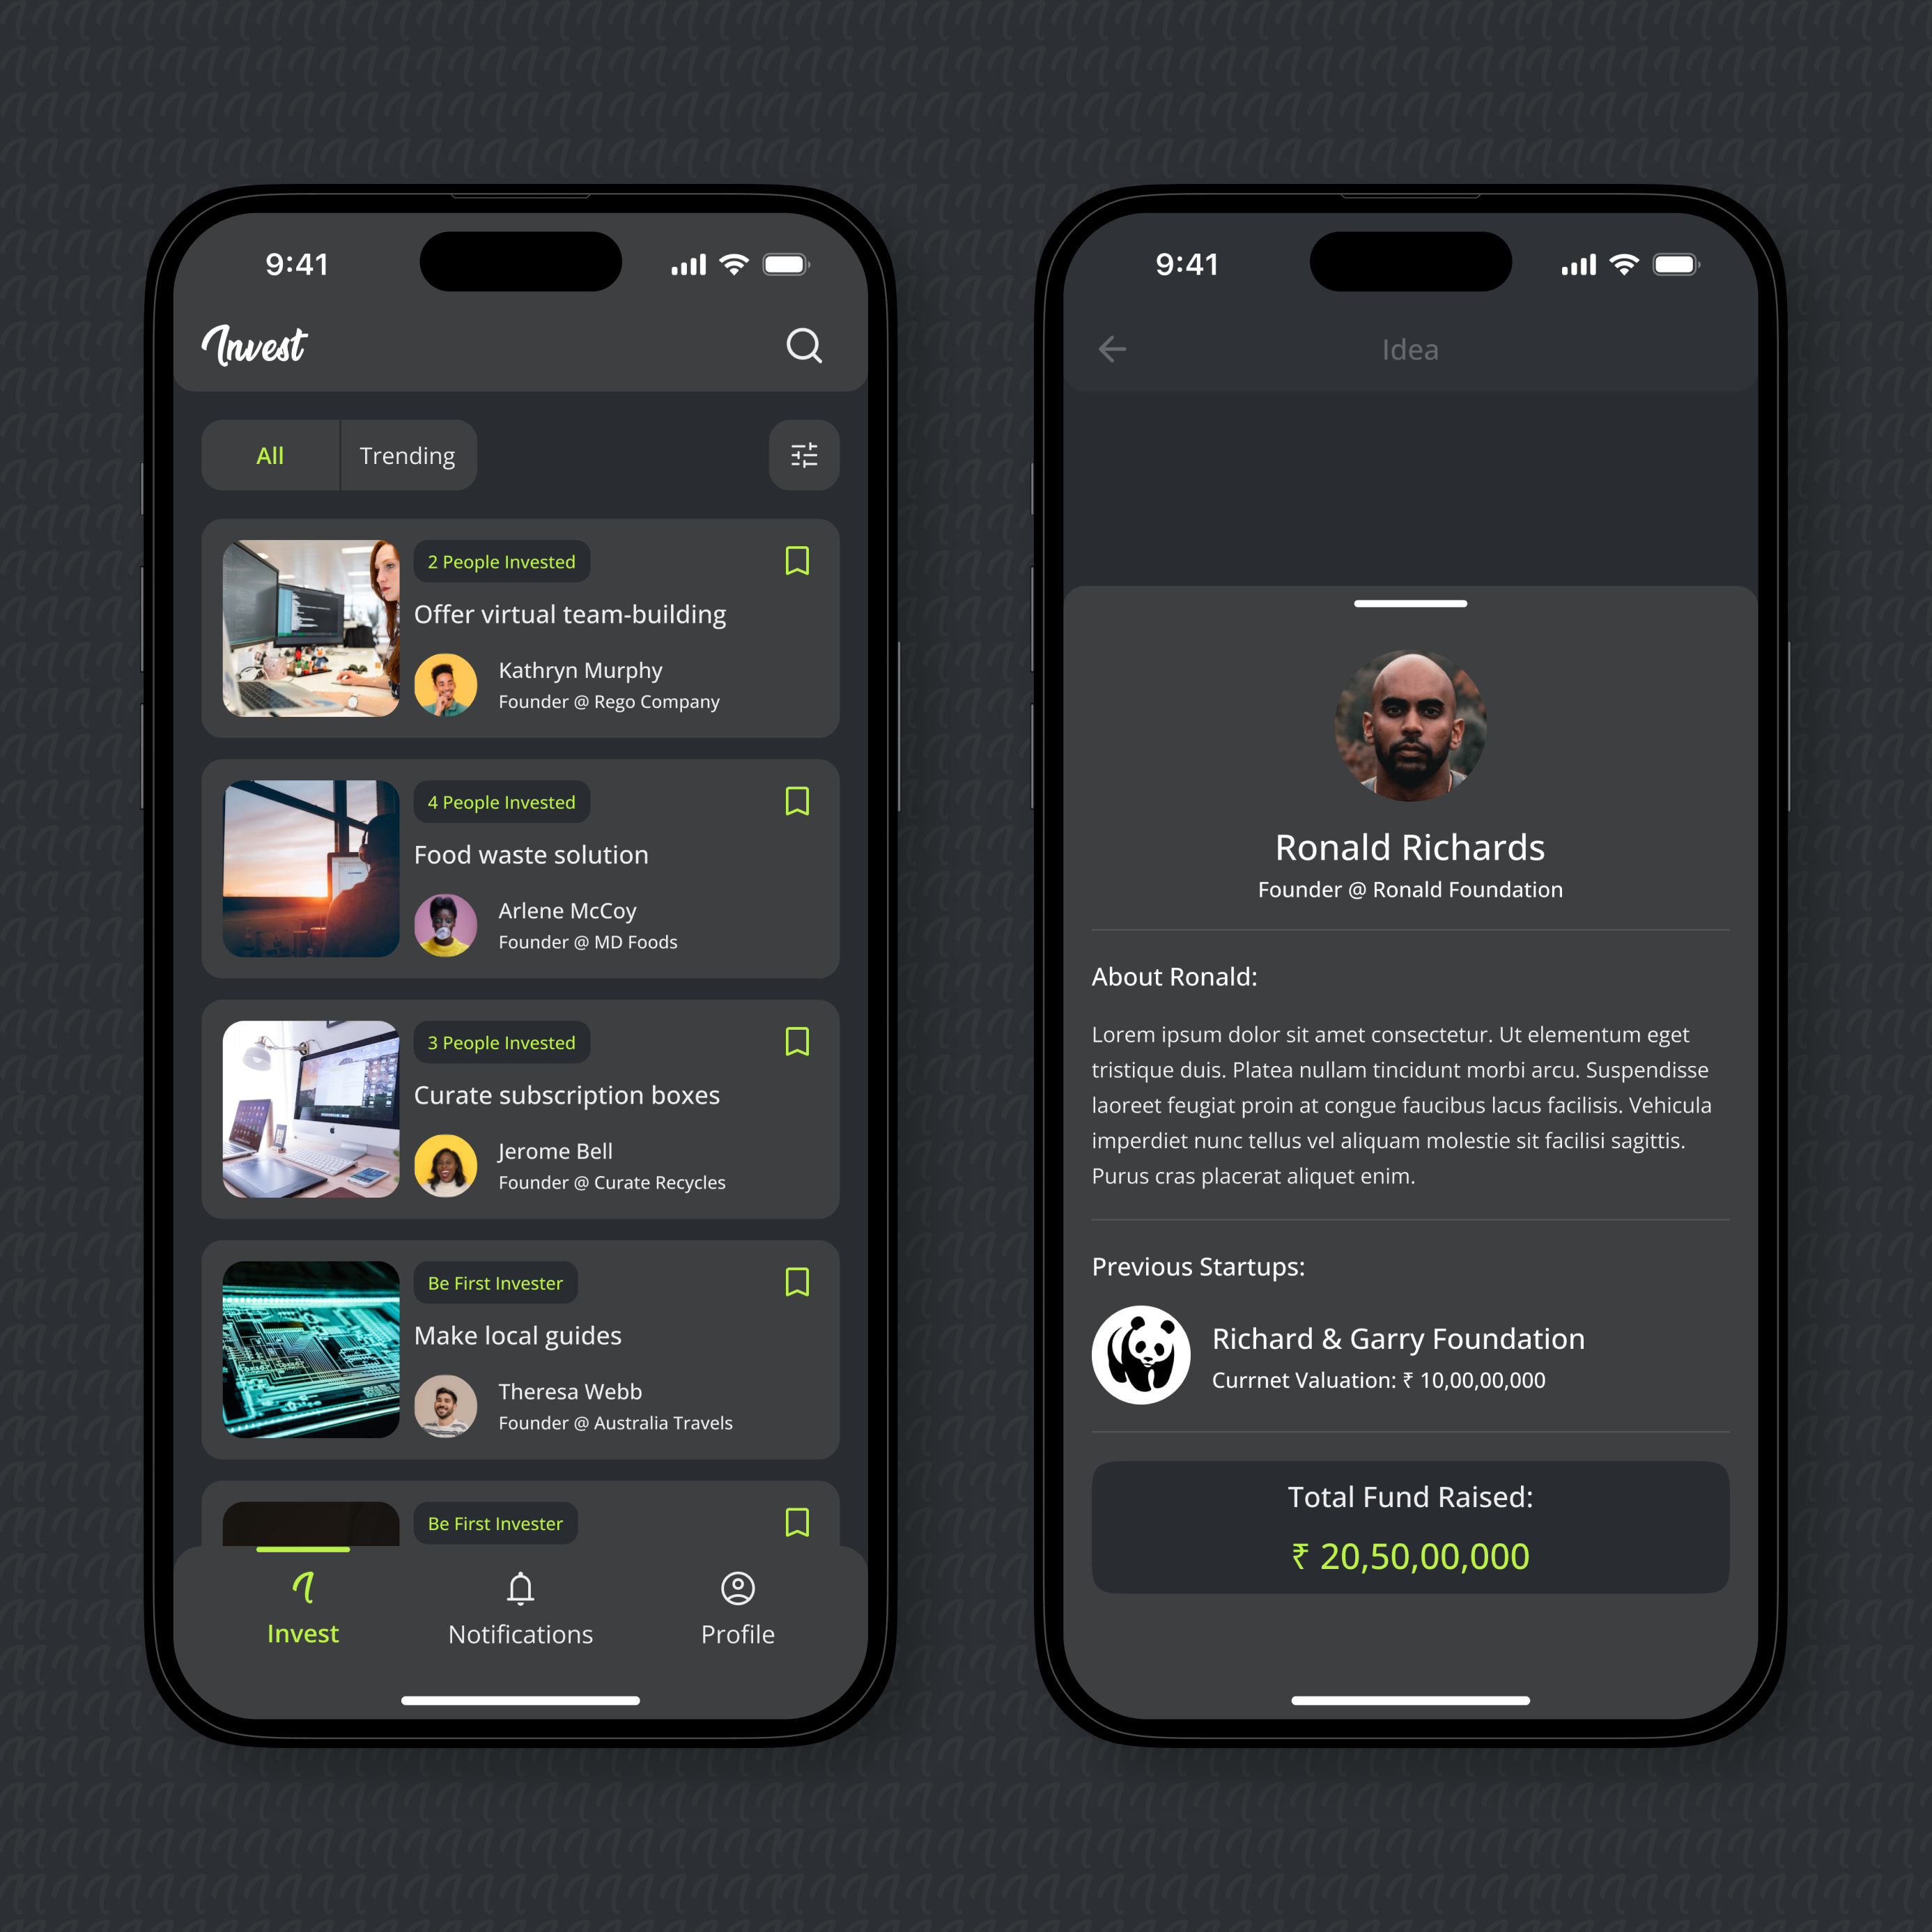 9:41
Invest
All
Trending
2 People Invested
Offer virtual team-building
Kathryn Murphy
Founder @ Rego Company
4 People Invested
Food waste solution
Arlene McCoy
Founder @ MD Foods
3 People Invested
Curate subscription boxes
Jerome Bell
Founder @ Curate Recycles
Be First Invester
Make local guides
Theresa Webb
Founder @ Australia Travels
Be First Invester
Invest
Notifications
Profile
9:41
Idea
Ronald Richards
Founder @ Ronald Foundation
About Ronald:
Lorem ipsum dolor sit amet consectetur. Ut elementum eget
tristique duis. Platea nullam tincidunt morbi arcu. Suspendisse
laoreet feugiat proin at congue faucibus lacus facilisis. Vehicula
imperdiet nunc tellus vel aliquam molestie sit facilisi sagittis.
Purus cras placerat aliquet enim.
Previous Startups:
Richard & Garry Foundation
Currnet Valuation: ₹ 10,00,00,000
Total Fund Raised:
₹ 20,50,00,000